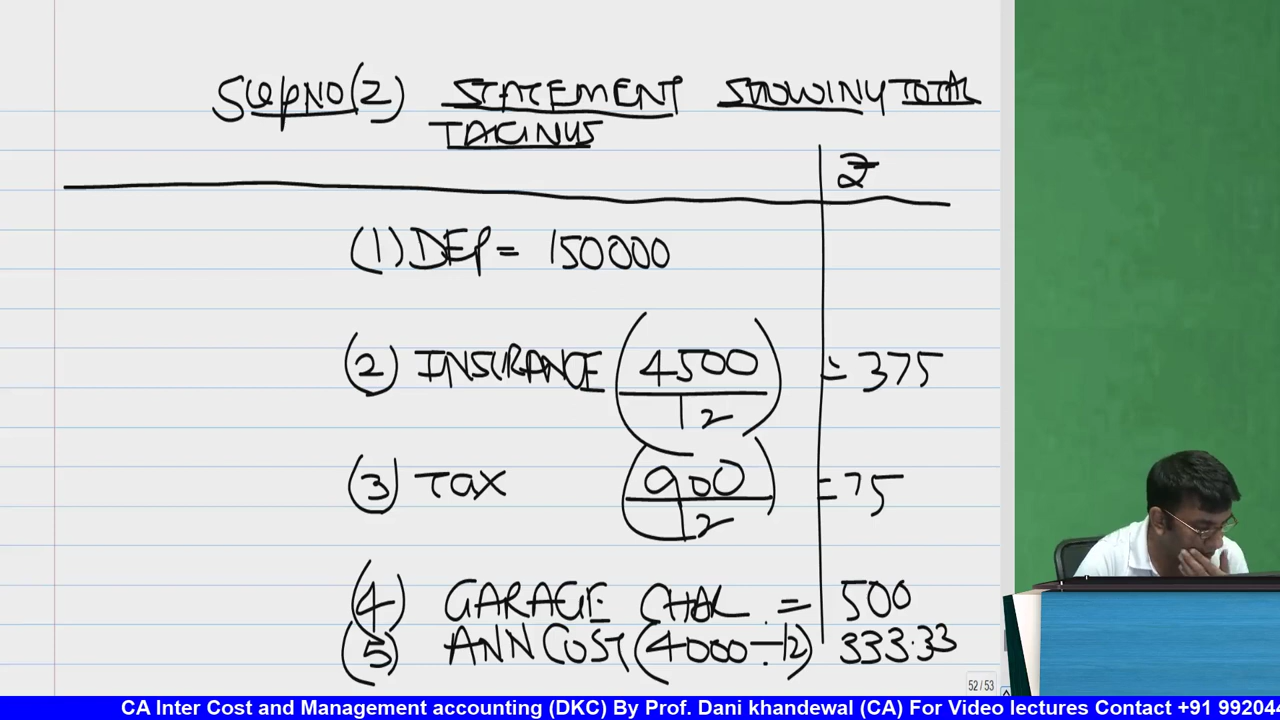 Step NO (2) STATEMENT SHOWING TOTAL
₹
(1) DEP = 150000
(2) INSURANCE (4500/12) = 375
(3) TAX (900/12) = 75
(4) GARAGE = 500
(5) ANN COST (4000 ÷ 12) 333.33
52 / 53
CA Inter Cost and Management accounting (DKC) By Prof. Dani khandewal (CA) For Video lectures Contact +91 99204